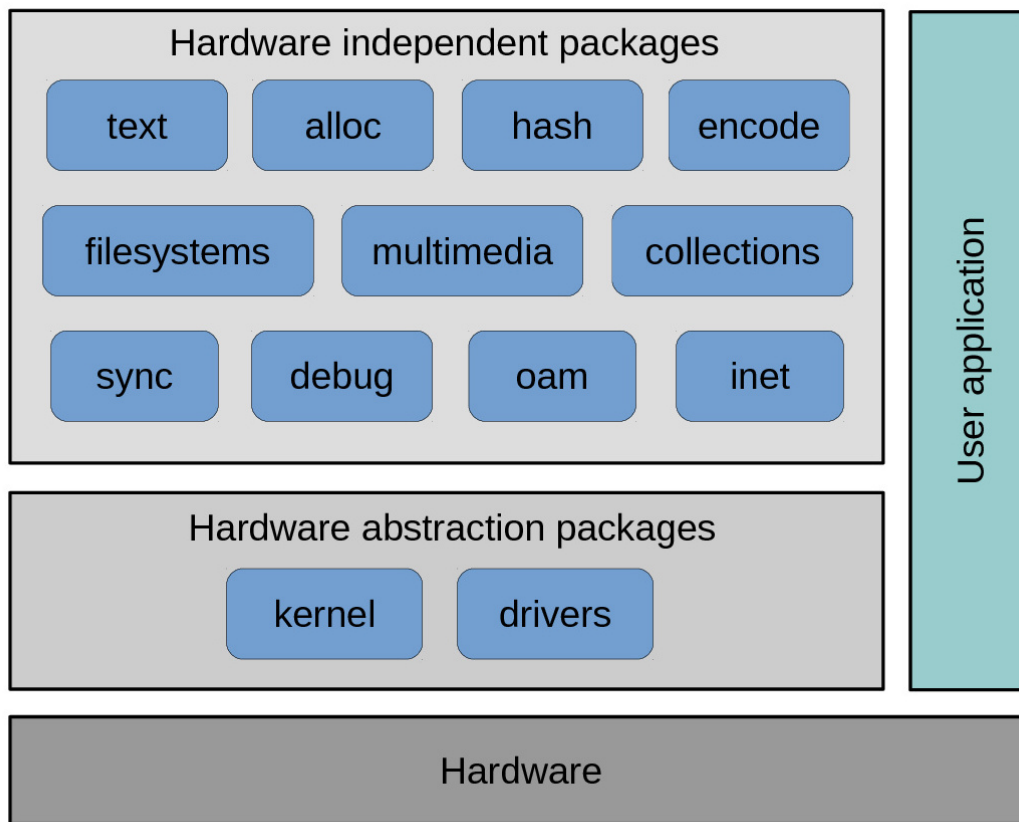 Hardware independent packages
text alloc hash encode
filesystems multimedia collections
sync debug oam inet
Hardware abstraction packages
kernel drivers
Hardware
User application